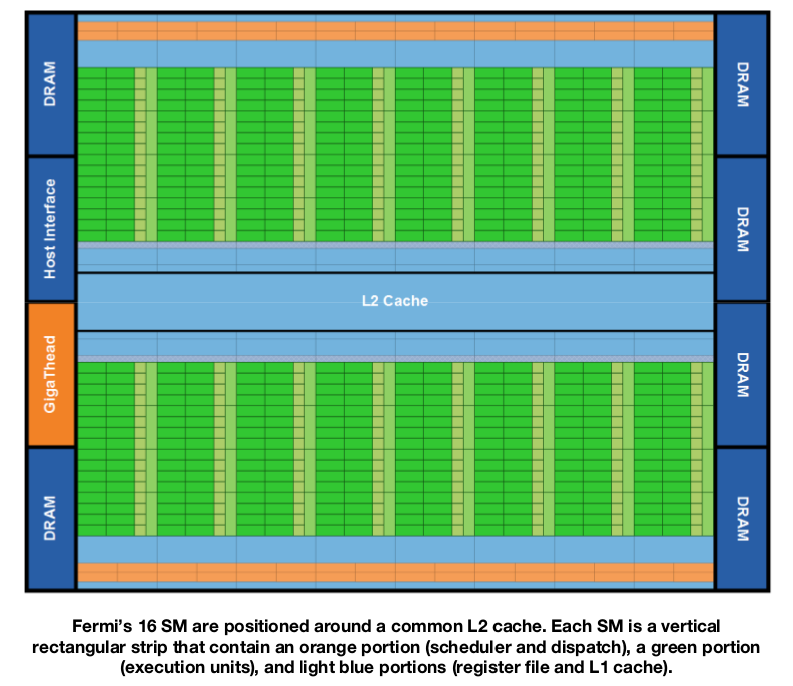 DRAM
Host Interface
GigaThead
DRAM
L2 Cache
DRAM
DRAM
DRAM
DRAM
Fermi's 16 SM are positioned around a common L2 cache. Each SM is a vertical
rectangular strip that contain an orange portion (scheduler and dispatch), a green portion
(execution units), and light blue portions (register file and L1 cache).